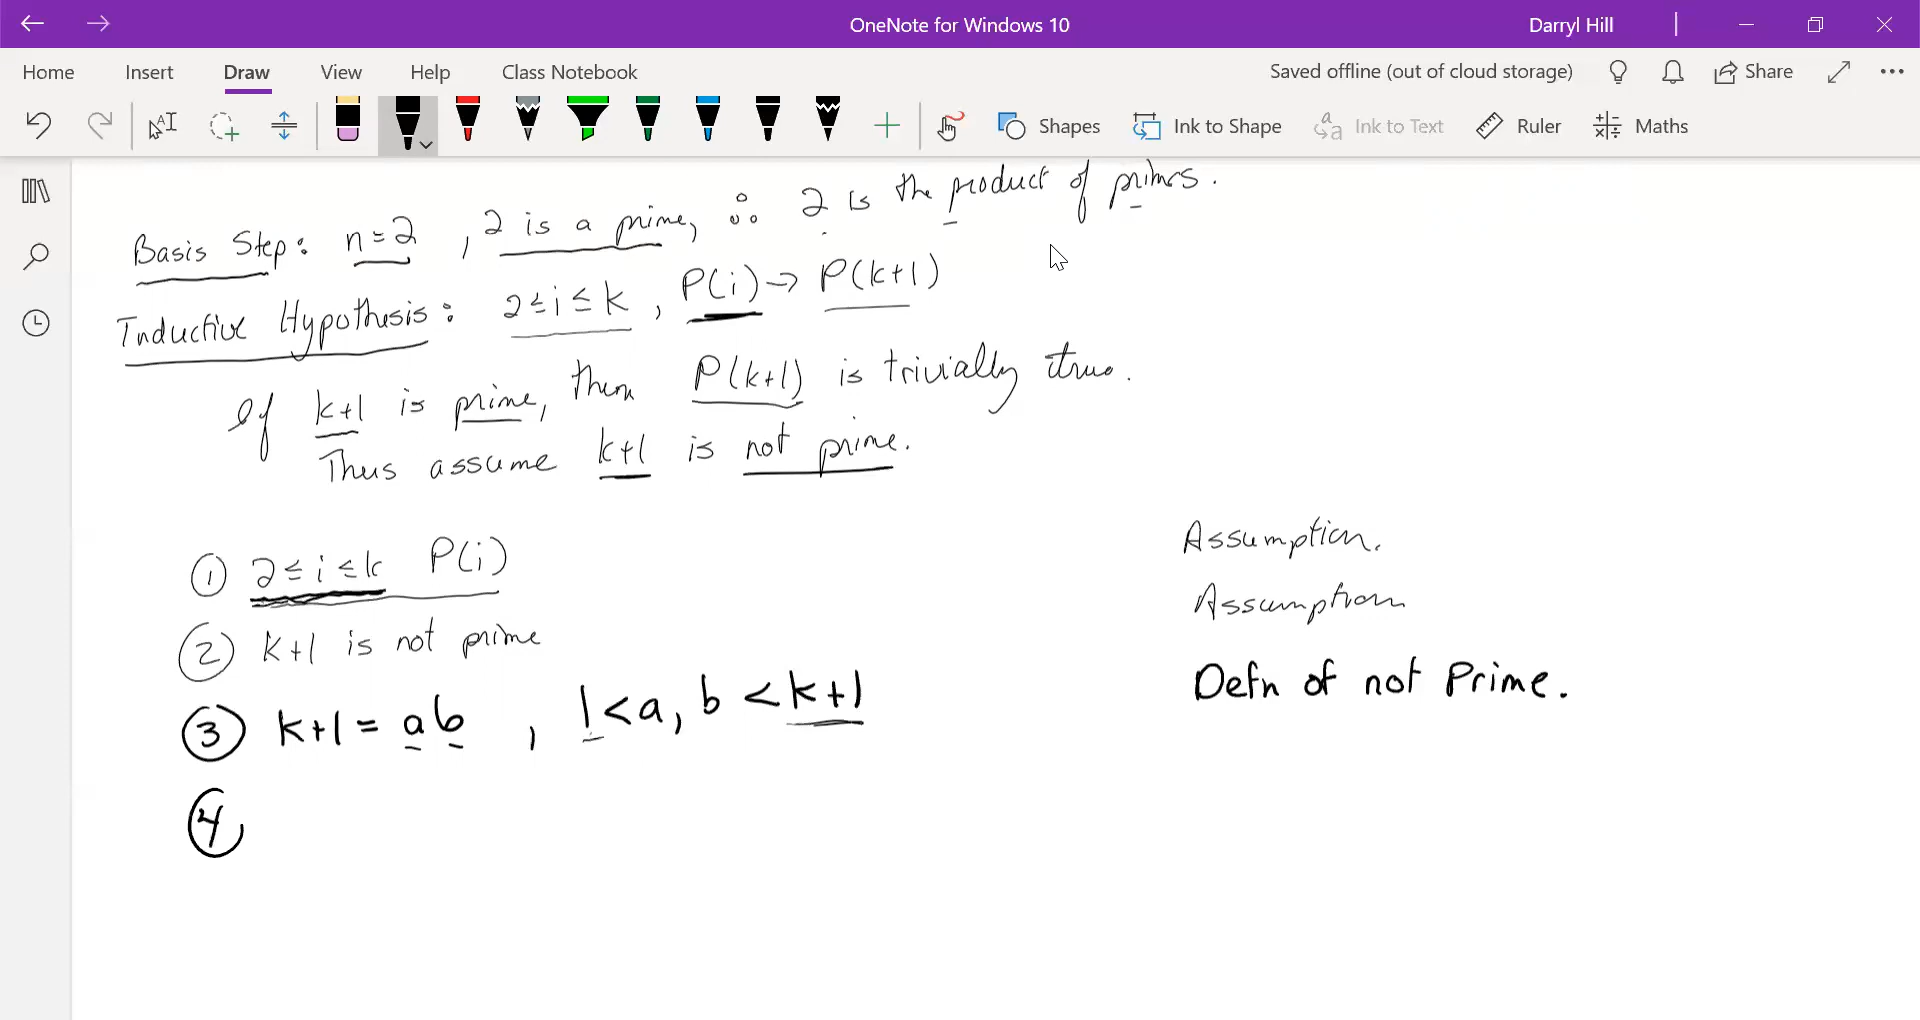 OneNote for Windows 10
Darryl Hill
Home Insert Draw View Help Class Notebook
Saved offline (out of cloud storage) Share
Shapes Ink to Shape Ink to Text Ruler Maths
Basis Step: n=2, 2 is a prime, ∴ 2 is the product of primes.
Inductive Hypothesis: 2≤i≤k, P(i)→P(k+1)
If k+1 is prime, then P(k+1) is trivially true.
Thus assume k+1 is not prime.
① 2≤i≤k P(i) Assumption.
② k+1 is not prime Assumption
③ k+1 = ab , 1<a, b <k+1 Defn of not Prime.
④